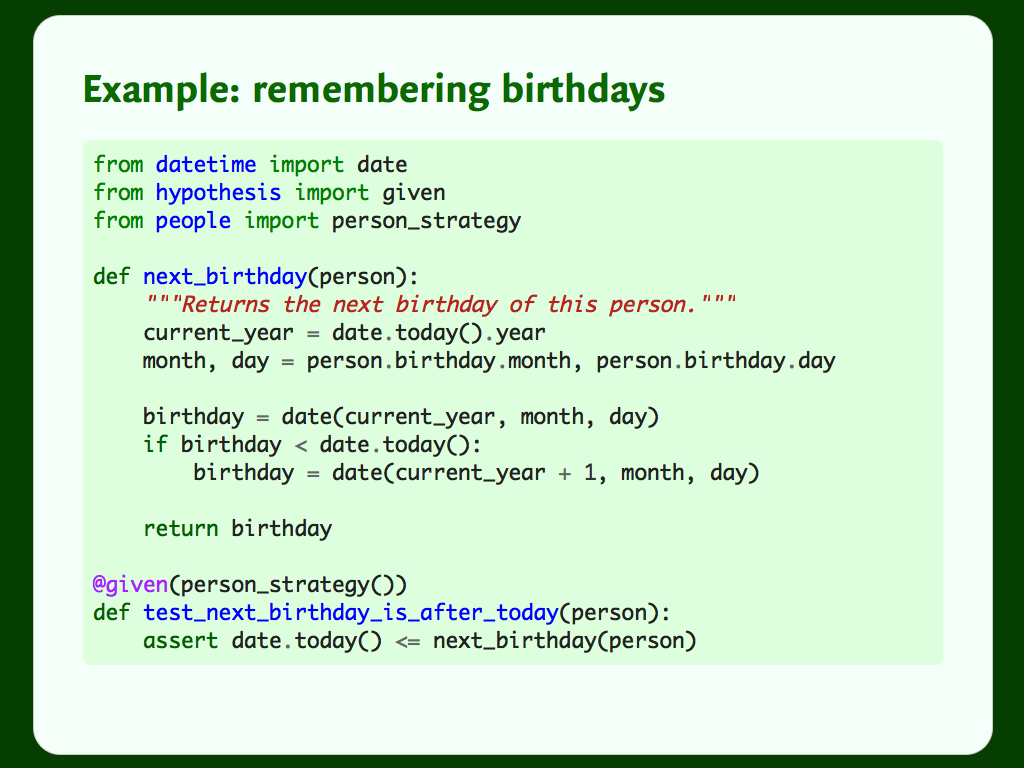 Example: remembering birthdays
from datetime import date
from hypothesis import given
from people import person_strategy
def next_birthday(person):
    """Returns the next birthday of this person."""
    current_year = date.today().year
    month, day = person.birthday.month, person.birthday.day
    birthday = date(current_year, month, day)
    if birthday < date.today():
        birthday = date(current_year + 1, month, day)
    return birthday
@given(person_strategy())
def test_next_birthday_is_after_today(person):
    assert date.today() <= next_birthday(person)